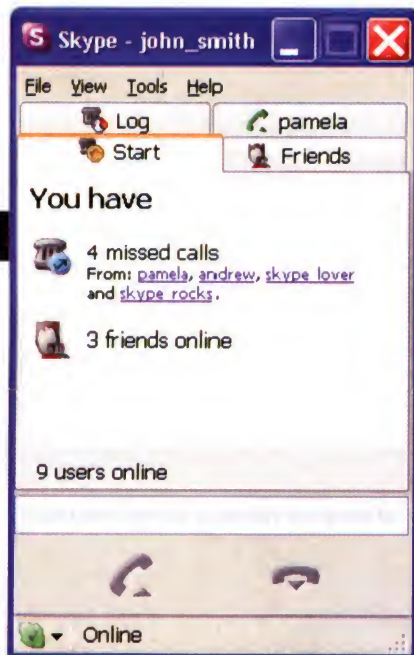 S Skype - john_smith
File View Tools Help
Log pamela
Start Friends
You have
4 missed calls
From: pamela, andrew, skype lover
and skype rocks.
3 friends online
9 users online
Online